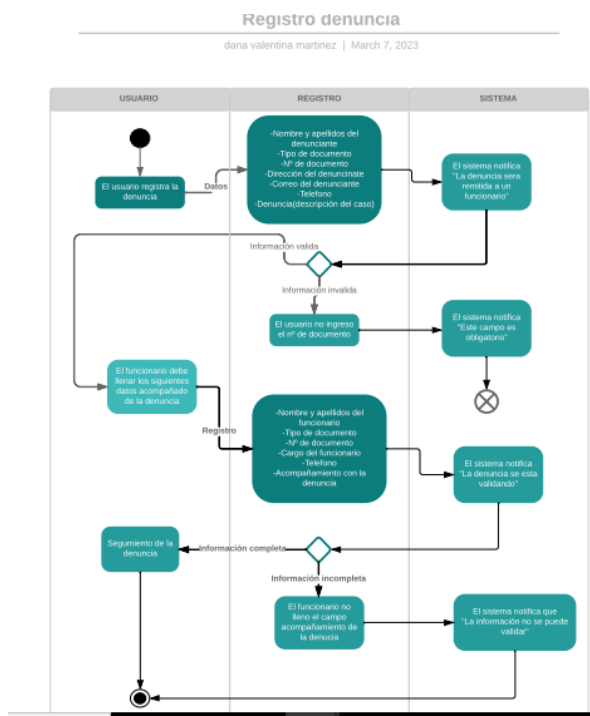 Registro denuncia
dana valentina martinez | March 7, 2023
USUARIO
REGISTRO
SISTEMA
El usuario registra la
denuncia
Datos
-Nombre y apellidos del
denunciante
-Tipo de documento
-Nº de documento
-Dirección del denuncinate
-Correo del denunciante
-Telefono
-Denuncia(descripción del caso)
El sistema notifica
"La denuncia sera
remitida a un
funcionario"
Información valida
Información invalida
El usuario no ingreso
el nº de documento
El sistema notifica
"Este campo es
obligatorio"
El funcionario debe
llenar los siguientes
datos acompañado
de la denuncia
Registro
-Nombre y apellidos del
funcionario
-Tipo de documento
-Nº de documento
-Cargo del funcionario
-Telefono
-Acompañamiento con la
denuncia
El sistema notifica
"La denuncia se esta
validando"
Segumiento de la
denuncia
Información completa
Información incompleta
El funcionario no
lleno el campo
acompañamiento de
la denucia
El sistema notifica que
"La información no se puede
validar"